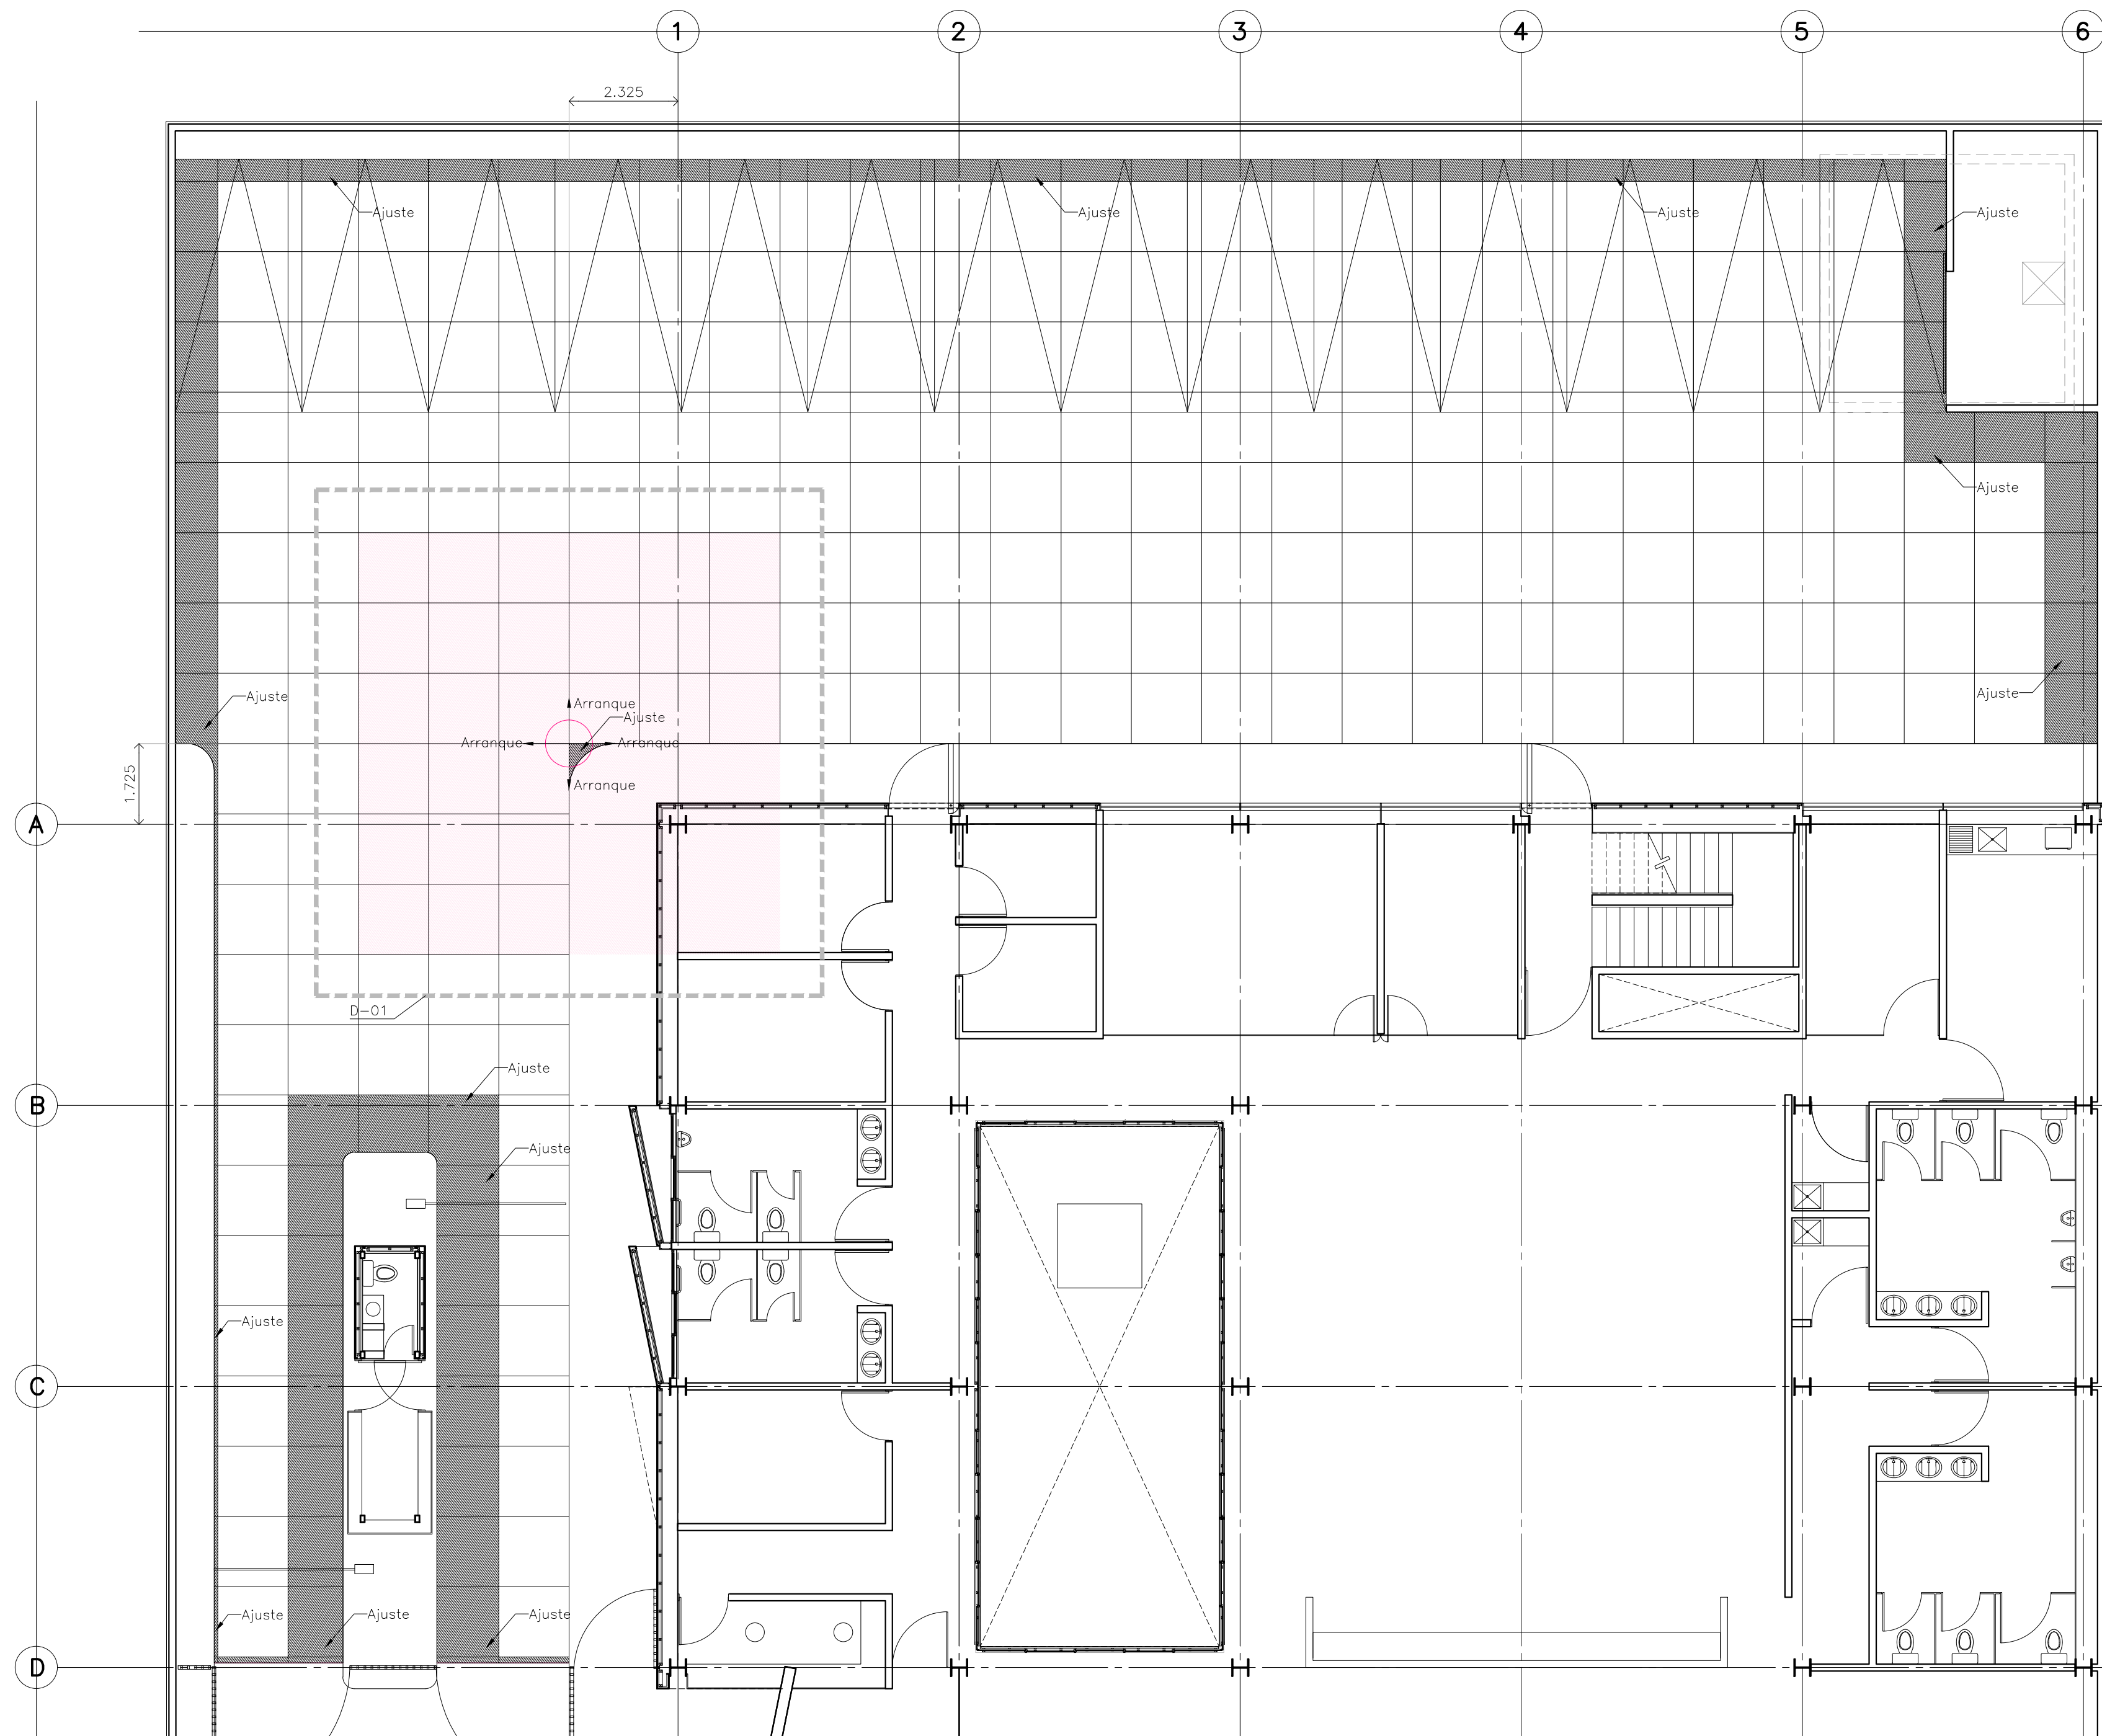 1 2 3 4 5 6
2.325
Ajuste Ajuste Ajuste Ajuste
Ajuste
Ajuste Ajuste
Arranque
Ajuste
Arranque Arranque
Arranque
1.725
A
D-01
Ajuste
B
Ajuste
Ajuste
C
Ajuste Ajuste Ajuste
D